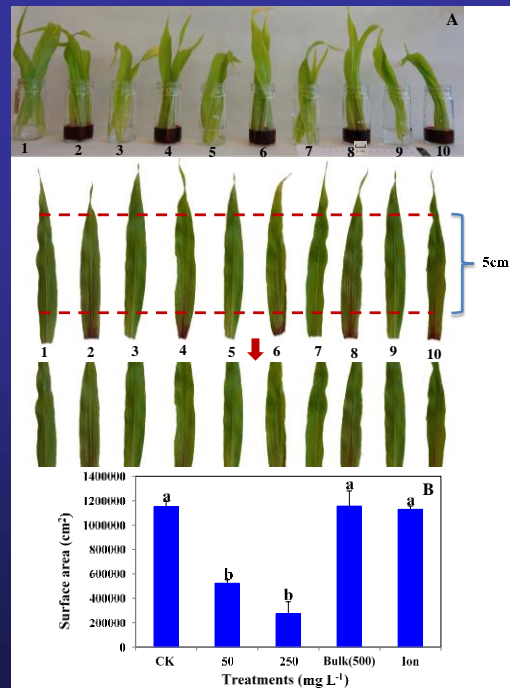 A
1 2 3 4 5 6 7 8 9 10
5cm
1 2 3 4 5 6 7 8 9 10
B
1400000
1200000
1000000
800000
600000
400000
200000
0
Surface area (cm²)
a b b a a
CK 50 250 Bulk(500) Ion
Treatments (mg L⁻¹)